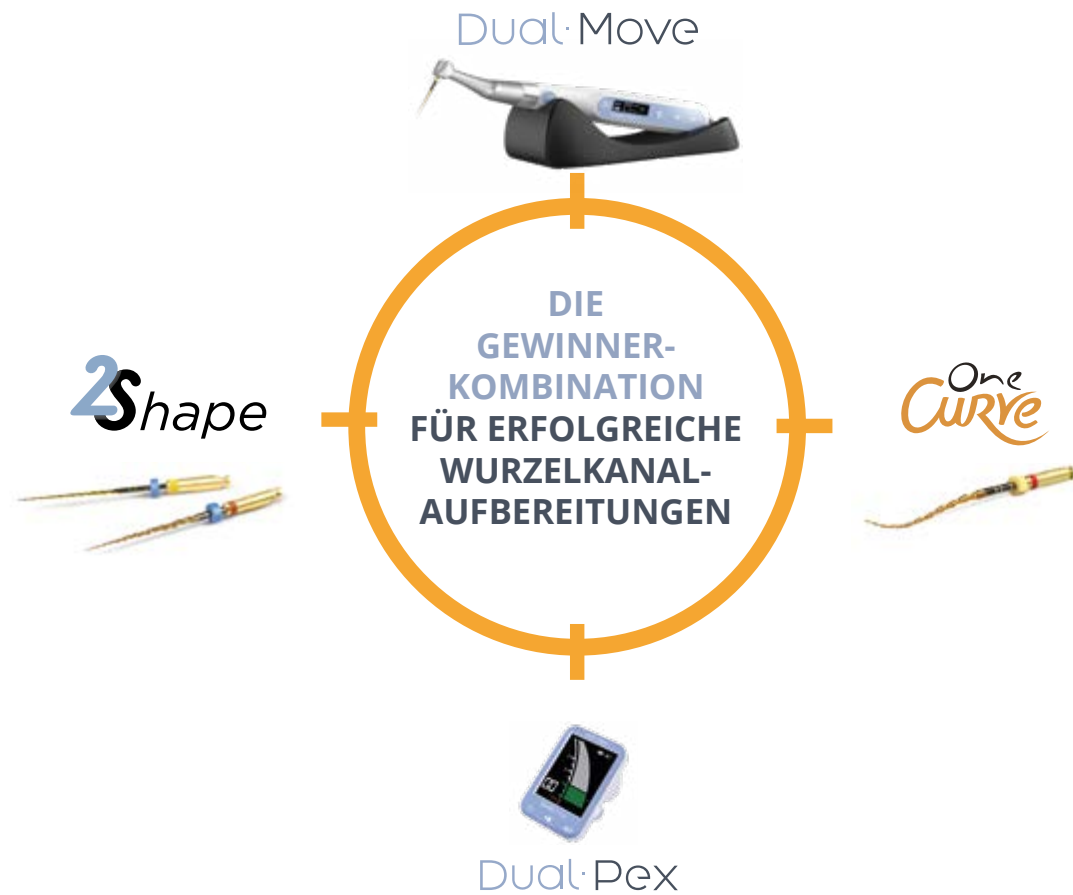 Dual·Move
DIE
GEWINNER-
KOMBINATION
FÜR ERFOLGREICHE
WURZELKANAL-
AUFBEREITUNGEN
2Shape
One
Curve
Dual·Pex